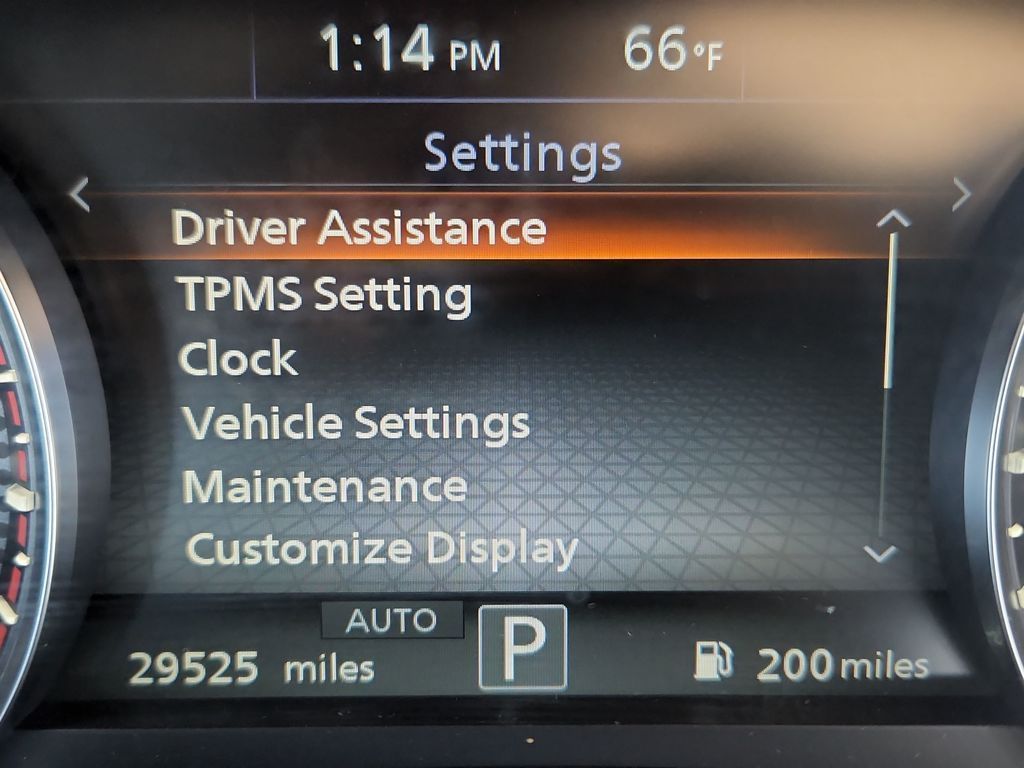 1:14 PM 66°F
Settings
Driver Assistance
TPMS Setting
Clock
Vehicle Settings
Maintenance
Customize Display
AUTO
P
29525 miles
200 miles